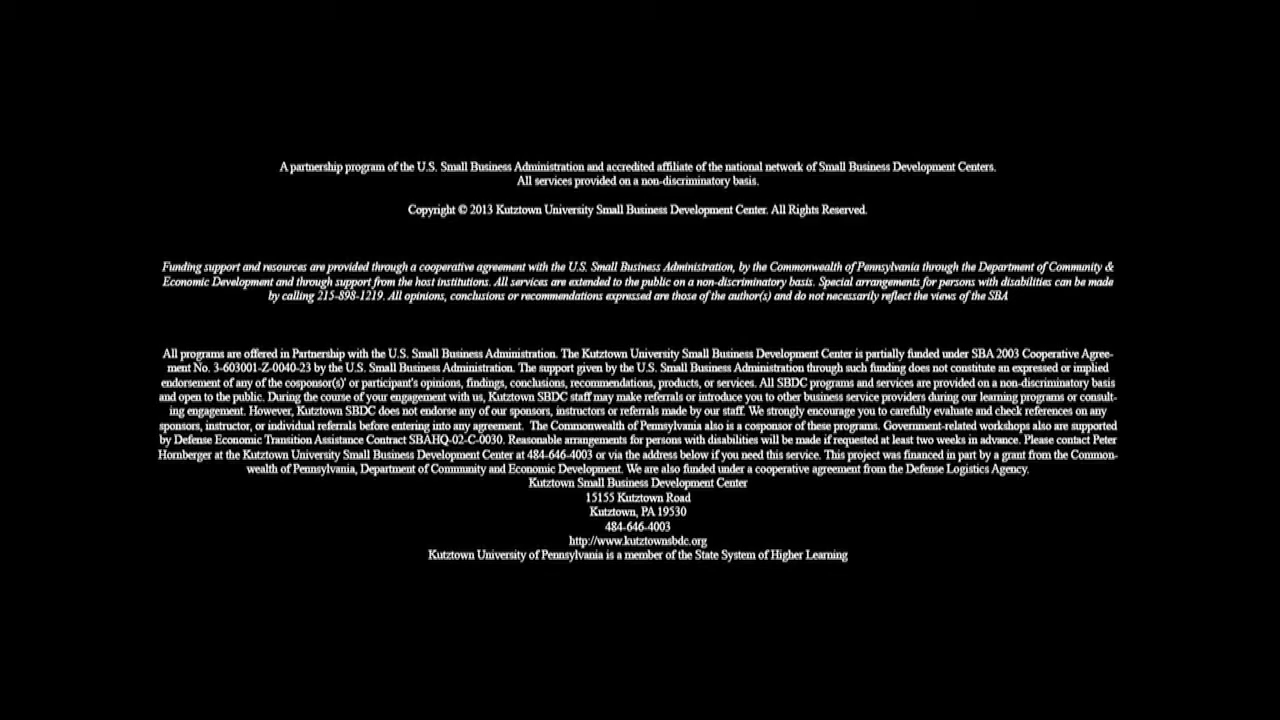 A partnership program of the U.S. Small Business Administration and accredited affiliate of the national network of Small Business Development Centers.
All services provided on a non-discriminatory basis.
Copyright © 2013 Kutztown University Small Business Development Center. All Rights Reserved.
Funding support and resources are provided through a cooperative agreement with the U.S. Small Business Administration, by the Commonwealth of Pennsylvania through the Department of Community &
Economic Development and through support from the host institutions. All services are extended to the public on a non-discriminatory basis. Special arrangements for persons with disabilities can be made
by calling 215-898-1219. All opinions, conclusions or recommendations expressed are those of the author(s) and do not necessarily reflect the views of the SBA
All programs are offered in Partnership with the U.S. Small Business Administration. The Kutztown University Small Business Development Center is partially funded under SBA 2003 Cooperative Agree-
ment No. 3-603001-Z-0040-23 by the U.S. Small Business Administration. The support given by the U.S. Small Business Administration through such funding does not constitute an expressed or implied
endorsement of any of the cosponsor(s)' or participant's opinions, findings, conclusions, recommendations, products, or services. All SBDC programs and services are provided on a non-discriminatory basis
and open to the public. During the course of your engagement with us, Kutztown SBDC staff may make referrals or introduce you to other business service providers during our learning programs or consult-
ing engagement. However, Kutztown SBDC does not endorse any of our sponsors, instructors or referrals made by our staff. We strongly encourage you to carefully evaluate and check references on any
sponsors, instructor, or individual referrals before entering into any agreement.  The Commonwealth of Pennsylvania also is a cosponsor of these programs. Government-related workshops also are supported
by Defense Economic Transition Assistance Contract SBAHQ-02-C-0030. Reasonable arrangements for persons with disabilities will be made if requested at least two weeks in advance. Please contact Peter
Hornberger at the Kutztown University Small Business Development Center at 484-646-4003 or via the address below if you need this service. This project was financed in part by a grant from the Common-
wealth of Pennsylvania, Department of Community and Economic Development. We are also funded under a cooperative agreement from the Defense Logistics Agency.
Kutztown Small Business Development Center
15155 Kutztown Road
Kutztown, PA 19530
484-646-4003
http://www.kutztownsbdc.org
Kutztown University of Pennsylvania is a member of the State System of Higher Learning